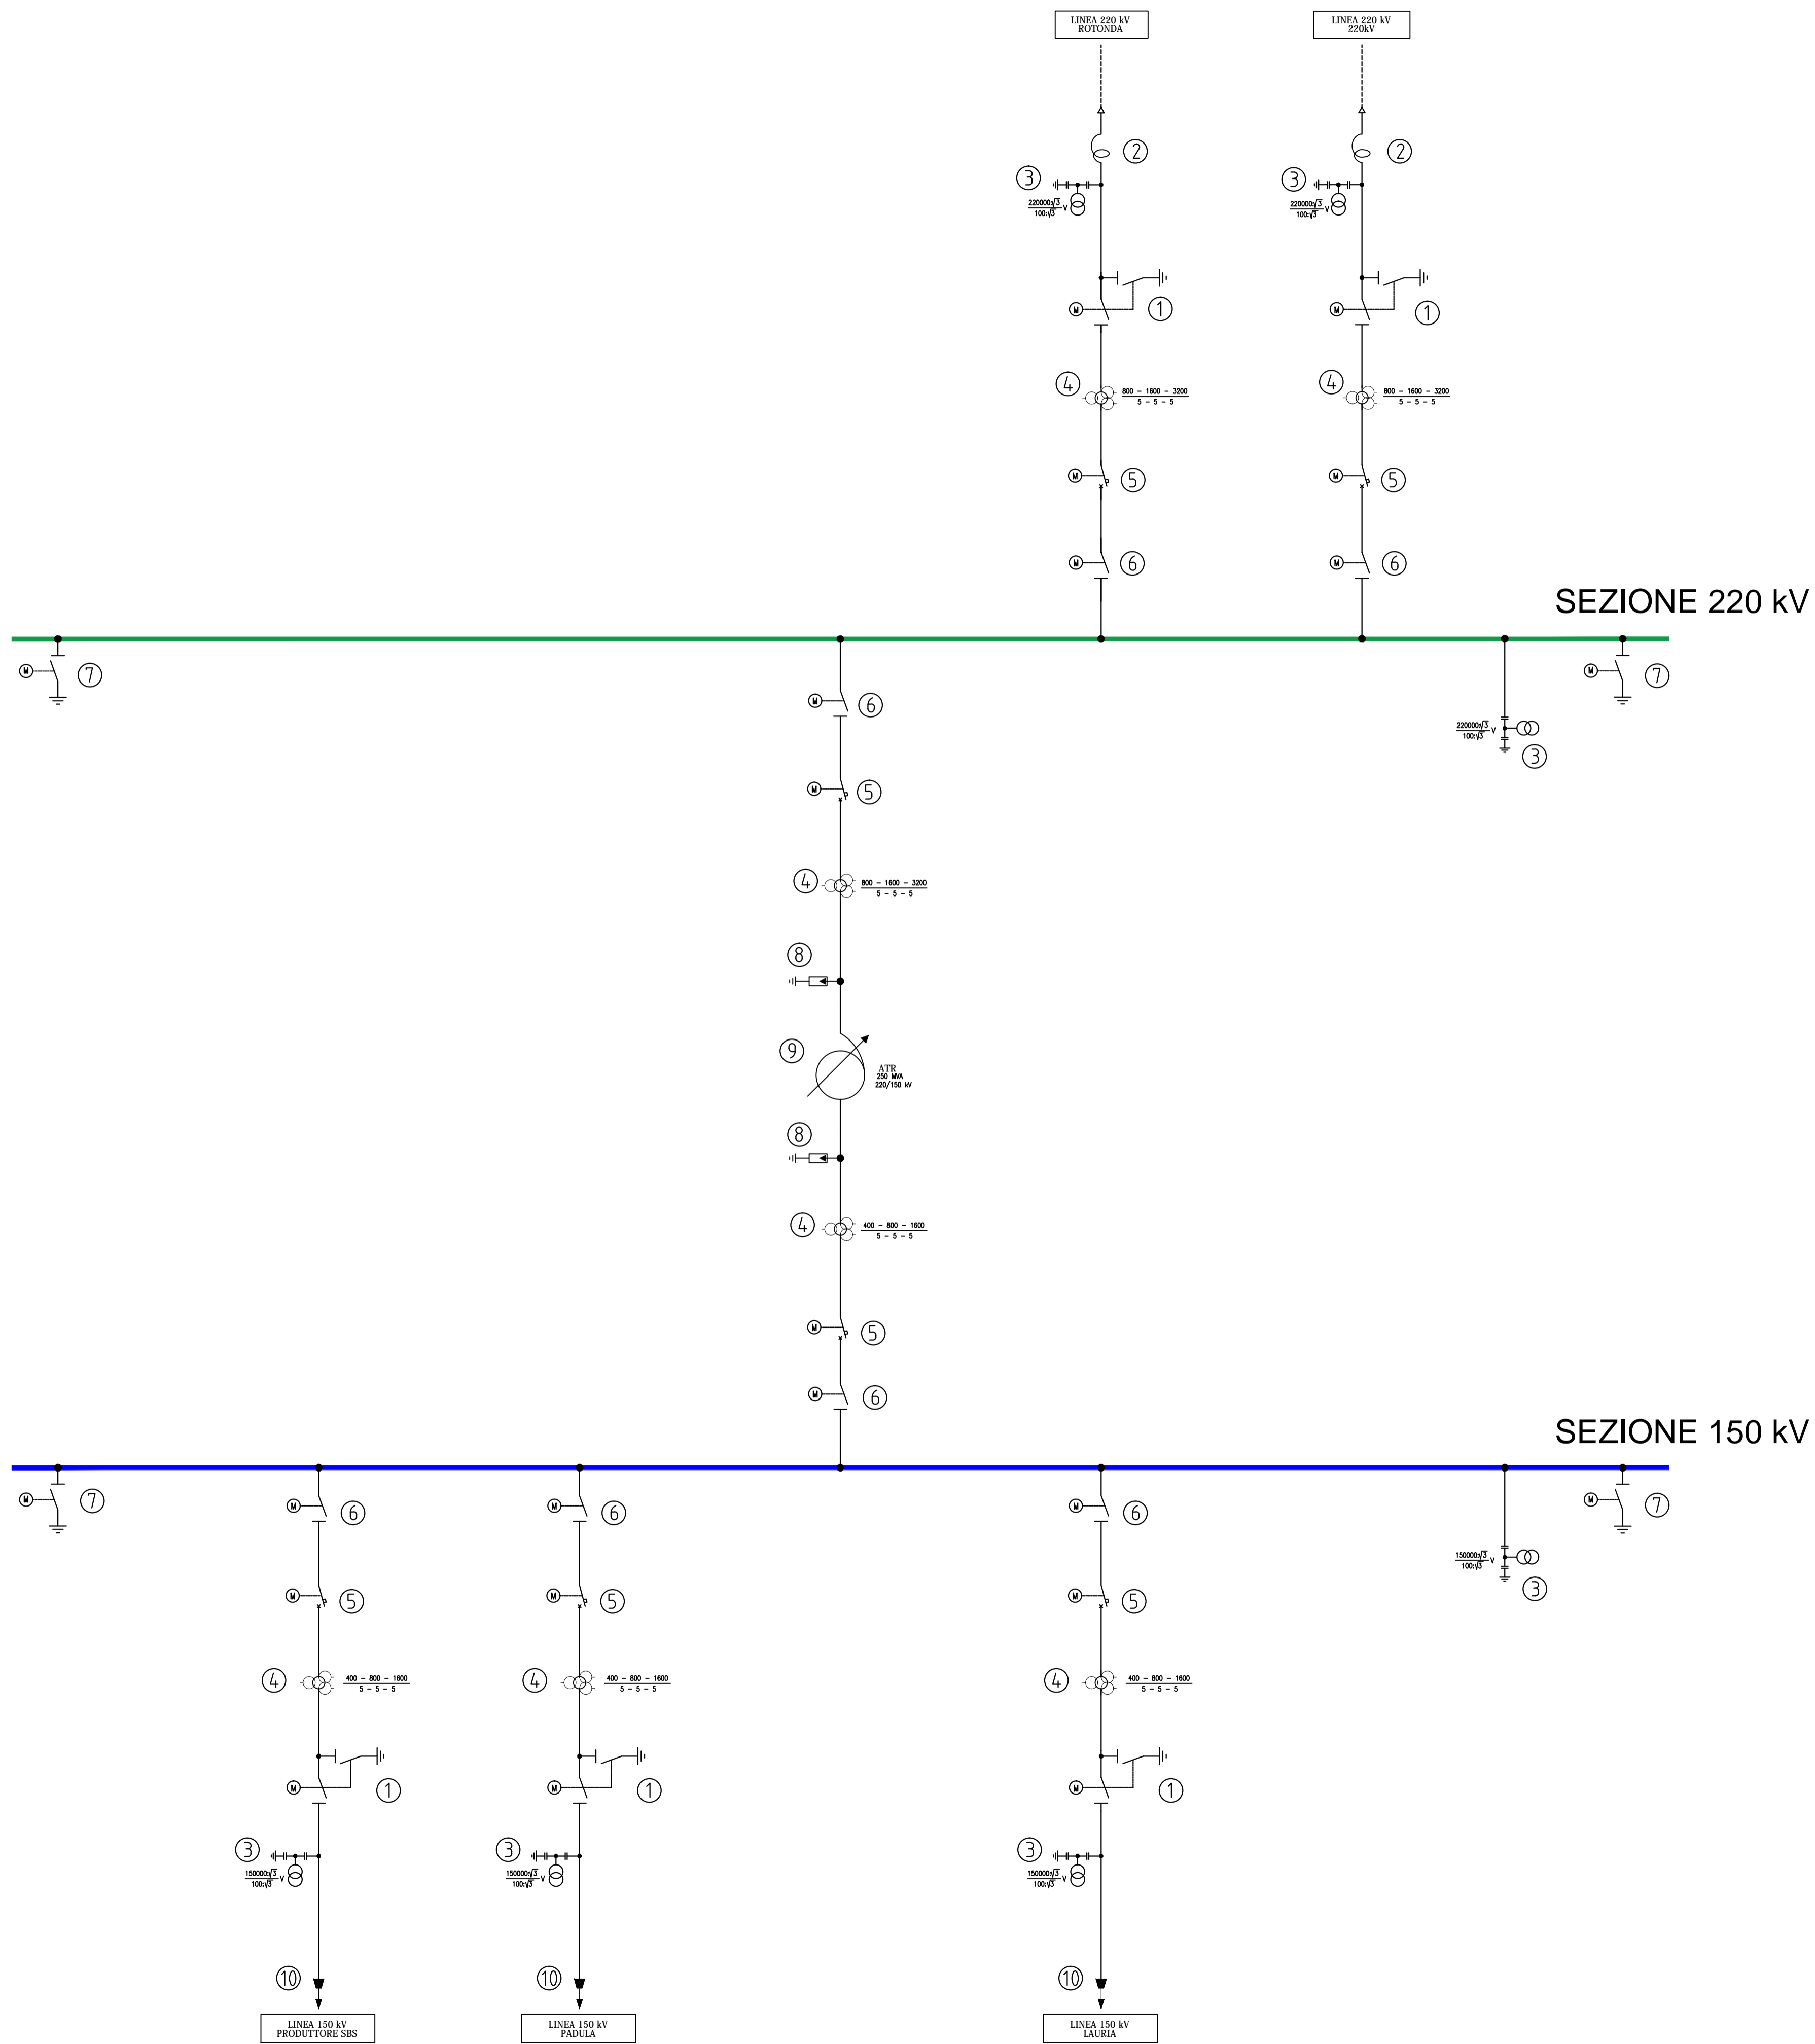 LINEA 220 kV
ROTONDA
LINEA 220 kV
220kV
2
2
3
220000:√3
100:√3
V
3
220000:√3
100:√3
V
M
1
M
1
4
800 - 1600 - 3200
5 - 5 - 5
4
800 - 1600 - 3200
5 - 5 - 5
M
5
M
5
M
6
M
6
SEZIONE 220 kV
M
7
M
7
M
6
220000:√3
100:√3
V
3
M
5
4
800 - 1600 - 3200
5 - 5 - 5
8
9
ATR
250 MVA
220/150 kV
8
4
400 - 800 - 1600
5 - 5 - 5
M
5
M
6
SEZIONE 150 kV
M
7
M
6
M
6
M
6
M
7
150000:√3
100:√3
V
3
M
5
M
5
M
5
4
400 - 800 - 1600
5 - 5 - 5
4
400 - 800 - 1600
5 - 5 - 5
4
400 - 800 - 1600
5 - 5 - 5
M
1
M
1
M
1
3
150000:√3
100:√3
V
3
150000:√3
100:√3
V
3
150000:√3
100:√3
V
10
10
10
LINEA 150 kV
PRODUTTORE SBS
LINEA 150 kV
PADULA
LINEA 150 kV
LAURIA